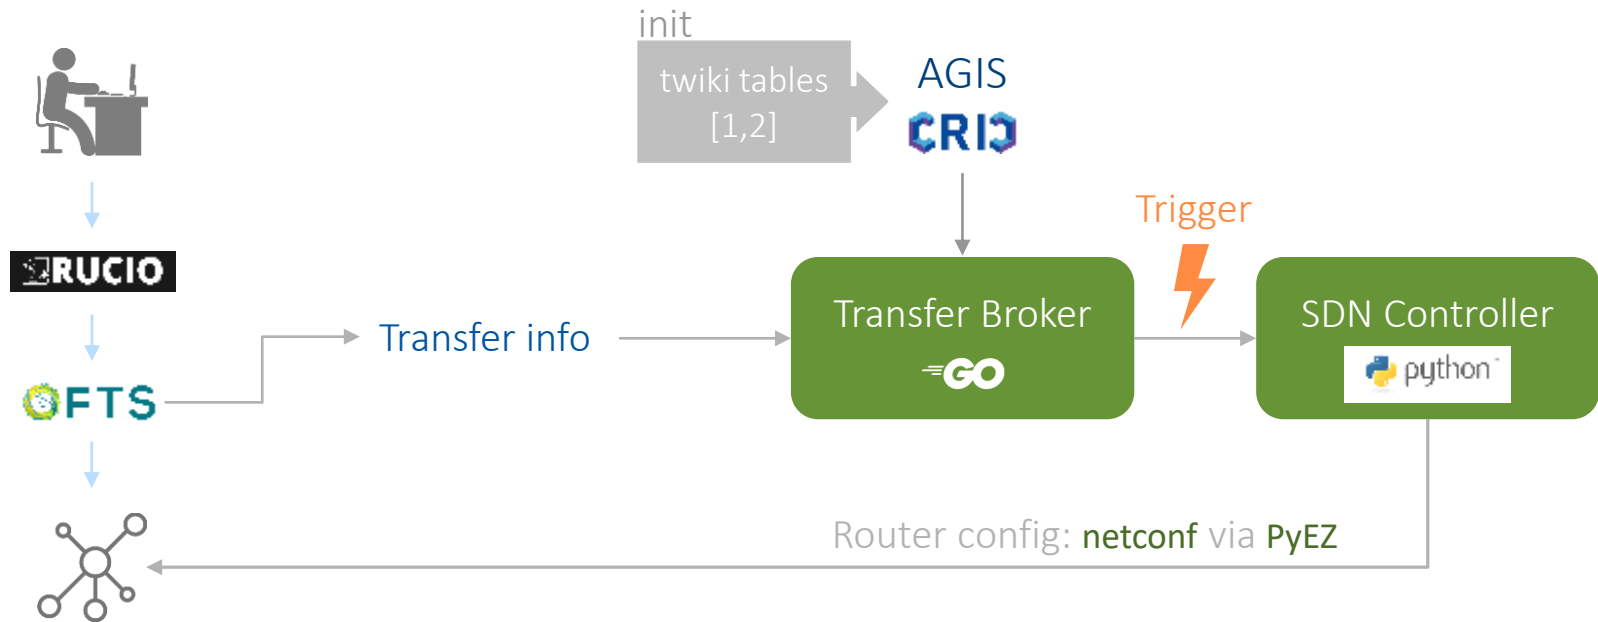 init
twiki tables
[1,2]
AGIS
CRIC
Trigger
RUCIO
Transfer Broker
GO
SDN Controller
python
Transfer info
FTS
Router config: netconf via PyEZ